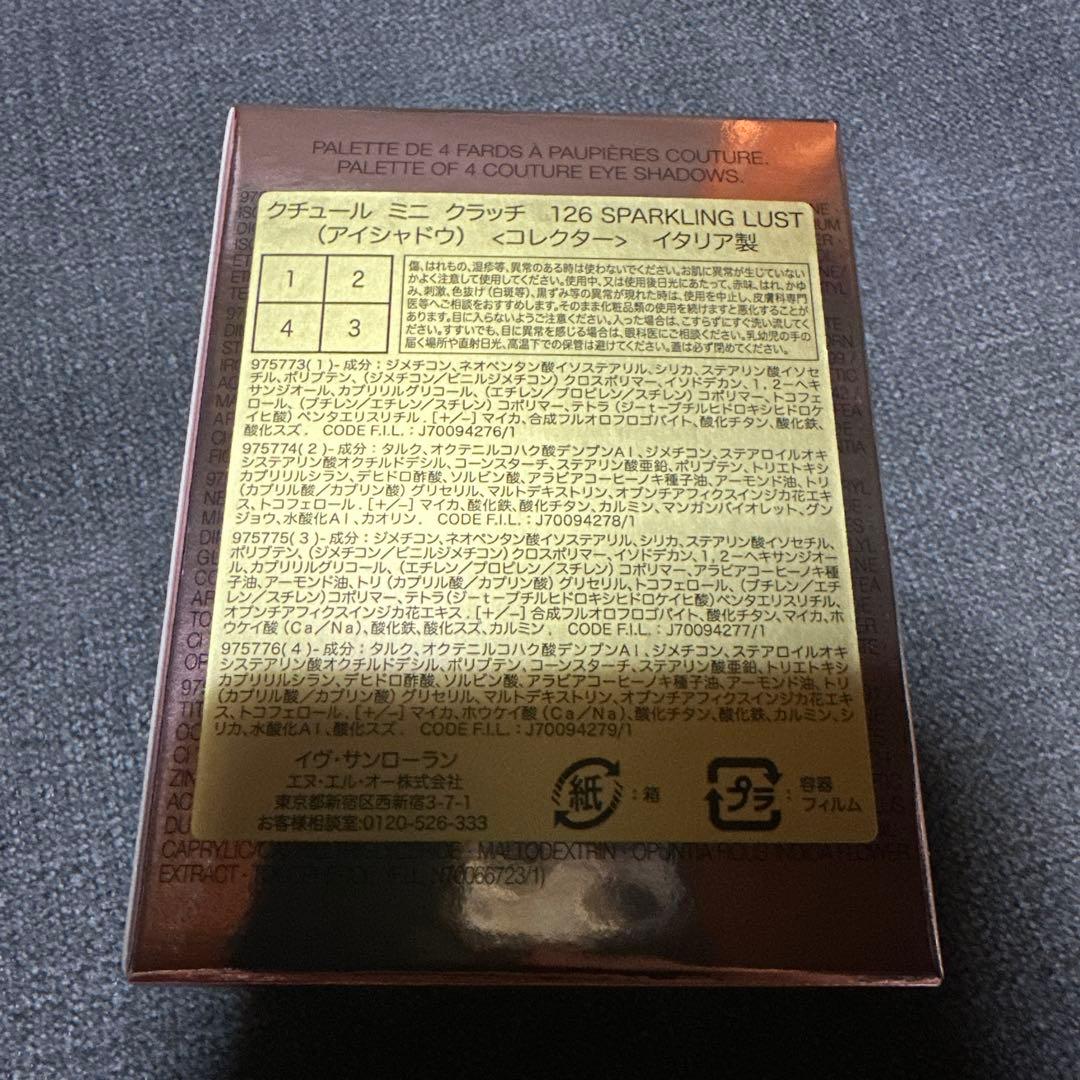 PALETTE DE 4 FARDS À PAUPIÈRES COUTURE.
PALETTE OF 4 COUTURE EYE SHADOWS.
クチュール ミニ クラッチ 126 SPARKLING LUST
(アイシャドウ) <コレクター> イタリア製
1 2
4 3
傷、はれもの、湿疹等、異常のある時は使わないでください。お肌に異常が生じていない
かよく注意して使用してください。使用中、又は使用後日光にあたって、赤味、はれ、かゆ
み、刺激、色抜け(白斑等)、黒ずみ等の異常が現れた時は、使用を中止し、皮膚科専門
医等へご相談をおすすめします。そのまま化粧品類の使用を続けますと悪化することが
あります。目に入らないようご注意ください。入った場合は、こすらずにすぐ洗い流してく
ださい。すすいでも、目に異常を感じる場合は、眼科医にご相談ください。乳幼児の手の
届く場所や直射日光、高温下での保管は避けてください。蓋は必ず閉めてください。
975773(1)-成分:ジメチコン、ネオペンタン酸イソステアリル、シリカ、ステアリン酸イソセ
チル、ポリブテン、(ジメチコン/ビニルジメチコン)クロスポリマー、イソドデカン、1,2-ヘキ
サンジオール、カプリリルグリコール、(エチレン/プロピレン/スチレン)コポリマー、トコフェ
ロール、(ブチレン/エチレン/スチレン)コポリマー、テトラ(ジ-t-ブチルヒドロキシヒドロケ
イヒ酸)ペンタエリスリチル. [+/-] マイカ、合成フルオロフロゴパイト、酸化チタン、酸化鉄、
酸化スズ. CODE F.I.L.:J70094276/1
975774(2)-成分:タルク、オクテニルコハク酸デンプンAl、ジメチコン、ステアロイルオキ
システアリン酸オクチルドデシル、コーンスターチ、ステアリン酸亜鉛、ポリブテン、トリエトキシ
カプリリルシラン、デヒドロ酢酸、ソルビン酸、アラビアコーヒーノキ種子油、アーモンド油、トリ
(カプリル酸/カプリン酸)グリセリル、マルトデキストリン、オプンチアフィクスインジカ花エキ
ス、トコフェロール. [+/-] マイカ、酸化鉄、酸化チタン、カルミン、マンガンバイオレット、グン
ジョウ、水酸化Al、カオリン. CODE F.I.L.:J70094278/1
975775(3)-成分:ジメチコン、ネオペンタン酸イソステアリル、シリカ、ステアリン酸イソセチル、
ポリブテン、(ジメチコン/ビニルジメチコン)クロスポリマー、イソドデカン、1,2-ヘキサンジオー
ル、カプリリルグリコール、(エチレン/プロピレン/スチレン)コポリマー、アラビアコーヒーノキ種
子油、アーモンド油、トリ(カプリル酸/カプリン酸)グリセリル、トコフェロール、(ブチレン/エチ
レン/スチレン)コポリマー、テトラ(ジ-t-ブチルヒドロキシヒドロケイヒ酸)ペンタエリスリチル、
オプンチアフィクスインジカ花エキス. [+/-] 合成フルオロフロゴパイト、酸化チタン、マイカ、ホ
ウケイ酸(Ca/Na)、酸化鉄、酸化スズ、カルミン. CODE F.I.L.:J70094277/1
975776(4)-成分:タルク、オクテニルコハク酸デンプンAl、ジメチコン、ステアロイルオキ
システアリン酸オクチルドデシル、ポリブテン、コーンスターチ、ステアリン酸亜鉛、トリエトキシ
カプリリルシラン、デヒドロ酢酸、ソルビン酸、アラビアコーヒーノキ種子油、アーモンド油、トリ
(カプリル酸/カプリン酸)グリセリル、マルトデキストリン、オプンチアフィクスインジカ花エキ
ス、トコフェロール. [+/-] マイカ、ホウケイ酸(Ca/Na)、酸化チタン、酸化鉄、カルミン、シ
リカ、水酸化Al、酸化スズ. CODE F.I.L.:J70094279/1
イヴ・サンローラン
エヌ・エル・オー株式会社
東京都新宿区西新宿3-7-1
お客様相談室:0120-526-333
紙 :箱
プラ :容器
フィルム
MALTODEXTRIN
EXTRACT N70066723/1)